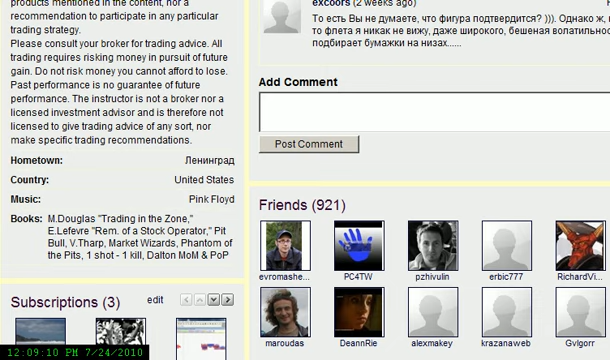 products mentioned in the content, nor a
recommendation to participate in any particular
trading strategy.
Please consult your broker for trading advice. All
trading requires risking money in pursuit of future
gain. Do not risk money you cannot afford to lose.
Past performance is no guarantee of future
performance. The instructor is not a broker nor a
licensed investment advisor and is therefore not
licensed to give trading advice of any sort, nor
make specific trading recommendations.
Hometown: Ленинград
Country: United States
Music: Pink Floyd
Books: M.Douglas "Trading in the Zone,"
E.Lefevre "Rem. of a Stock Operator," Pit
Bull, V.Tharp, Market Wizards, Phantom of
the Pits, 1 shot - 1 kill, Dalton MoM & PoP
Subscriptions (3) edit
12:09:10 PM 7/24/2010
excoors (2 weeks ago)
То есть Вы не думаете, что фигура подтвердится? ))). Однако ж,
то флета я никак не вижу, даже широкого, бешеная волатильнос
подбирает бумажки на низах......
Add Comment
Post Comment
Friends (921)
evromashe... PC4TW pzhivulin erbic777 RichardVi...
maroudas DeannRie alexmakey krazanaweb Gvlgorr